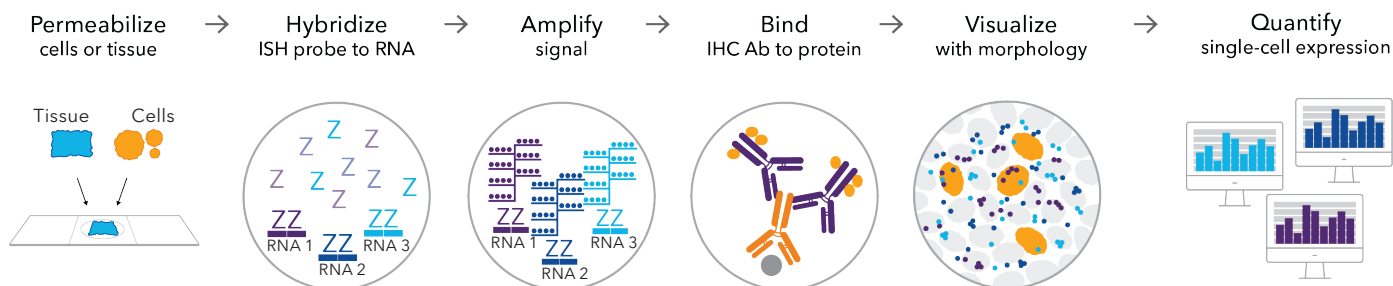 Permeabilize
cells or tissue
Hybridize
ISH probe to RNA
Amplify
signal
Bind
IHC Ab to protein
Visualize
with morphology
Quantify
single-cell expression
Tissue
Cells
Z
Z
Z
Z
Z
Z
Z
Z
Z
ZZ
RNA 1
ZZ
RNA 2
ZZ
RNA 3
ZZ
RNA 1
ZZ
RNA 2
ZZ
RNA 3